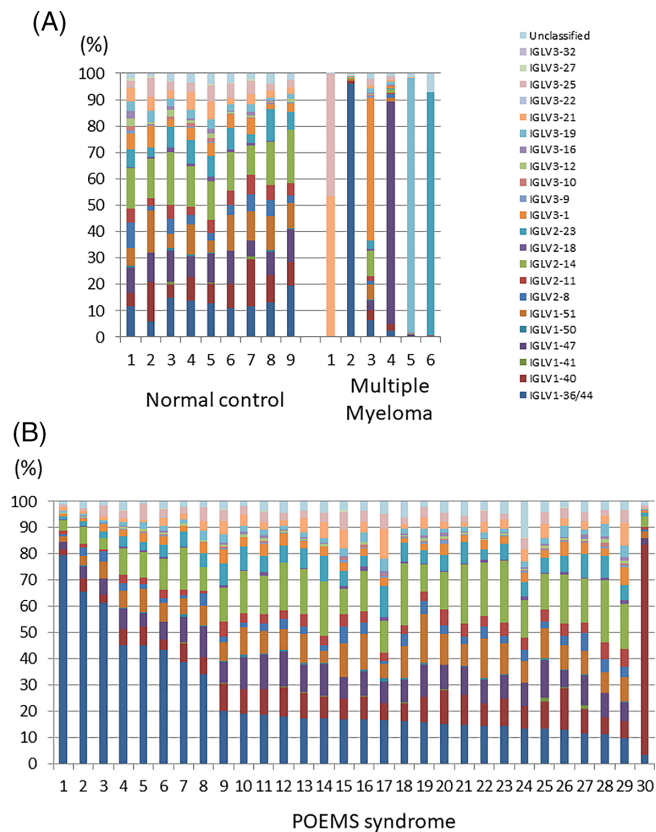 (A)
(%)
100
90
80
70
60
50
40
30
20
10
0
1 2 3 4 5 6 7 8 9 1 2 3 4 5 6
Normal control
Multiple
Myeloma
Unclassified
IGLV3-32
IGLV3-27
IGLV3-25
IGLV3-22
IGLV3-21
IGLV3-19
IGLV3-16
IGLV3-12
IGLV3-10
IGLV3-9
IGLV3-1
IGLV2-23
IGLV2-18
IGLV2-14
IGLV2-11
IGLV2-8
IGLV1-51
IGLV1-50
IGLV1-47
IGLV1-41
IGLV1-40
IGLV1-36/44
(B)
(%)
100
90
80
70
60
50
40
30
20
10
0
1 2 3 4 5 6 7 8 9 10 11 12 13 14 15 16 17 18 19 20 21 22 23 24 25 26 27 28 29 30
POEMS syndrome